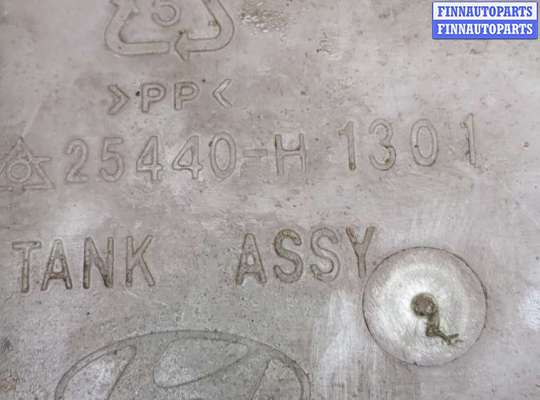 FINNAUTOPARTS
FINNAUTOPARTS
5
>PP<
25440-H 1301
TANK ASSY